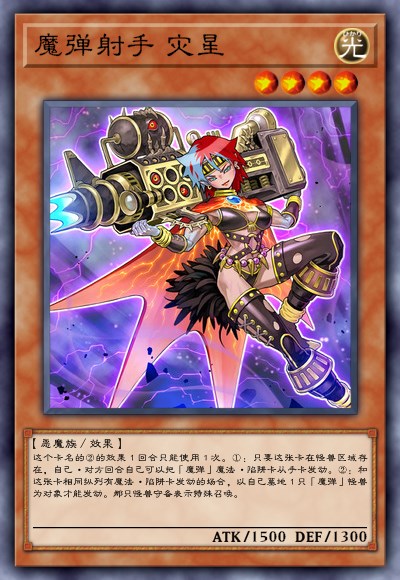 魔弹射手 灾星
ひかり
光
【恶魔族/效果】
这个卡名的②的效果1回合只能使用1次。①:只要这张卡在怪兽区域存
在,自己·对方回合自己可以把「魔弹」魔法·陷阱卡从手卡发动。②:和
这张卡相同纵列有魔法·陷阱卡发动的场合,以自己墓地1只「魔弹」怪兽
为对象才能发动。那只怪兽守备表示特殊召唤。
ATK/1500 DEF/1300